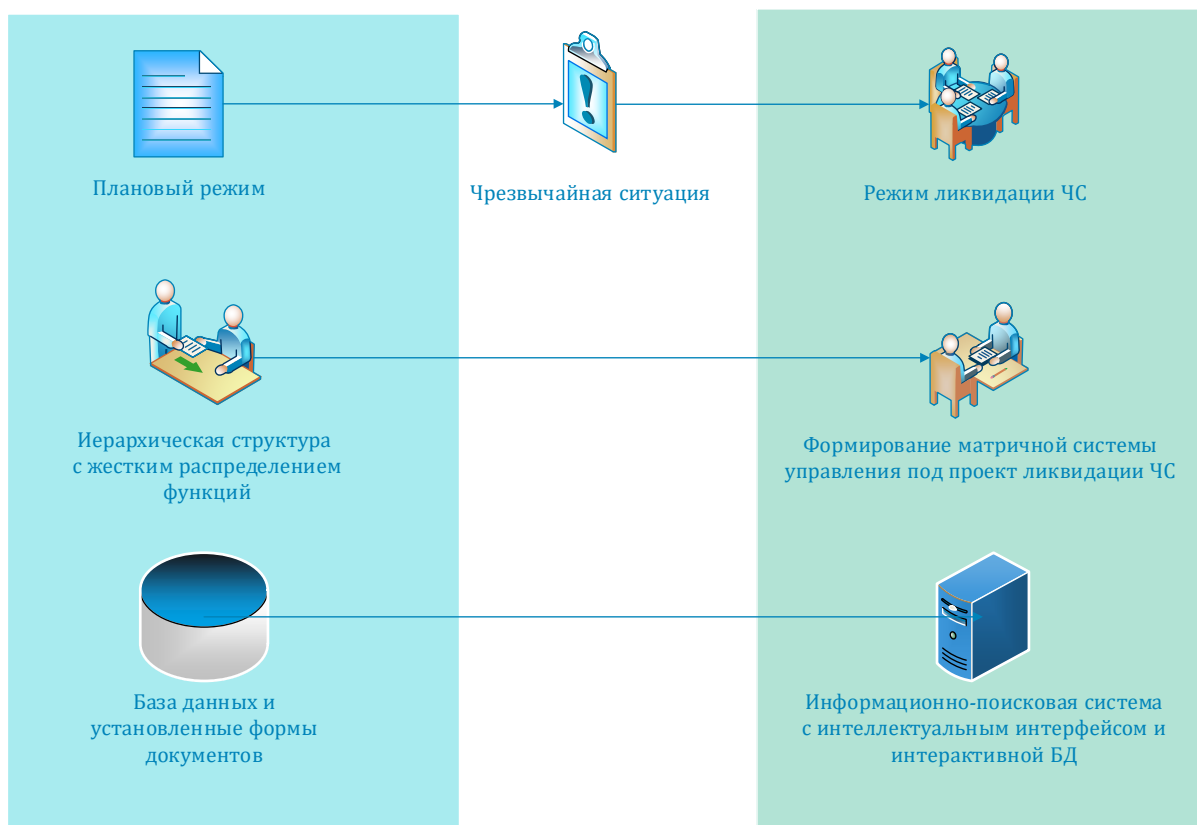 Плановый режим
Чрезвычайная ситуация
Режим ликвидации ЧС
Иерархическая структура
с жестким распределением
функций
Формирование матричной системы
управления под проект ликвидации ЧС
База данных и
установленные формы
документов
Информационно-поисковая система
с интеллектуальным интерфейсом и
интерактивной БД